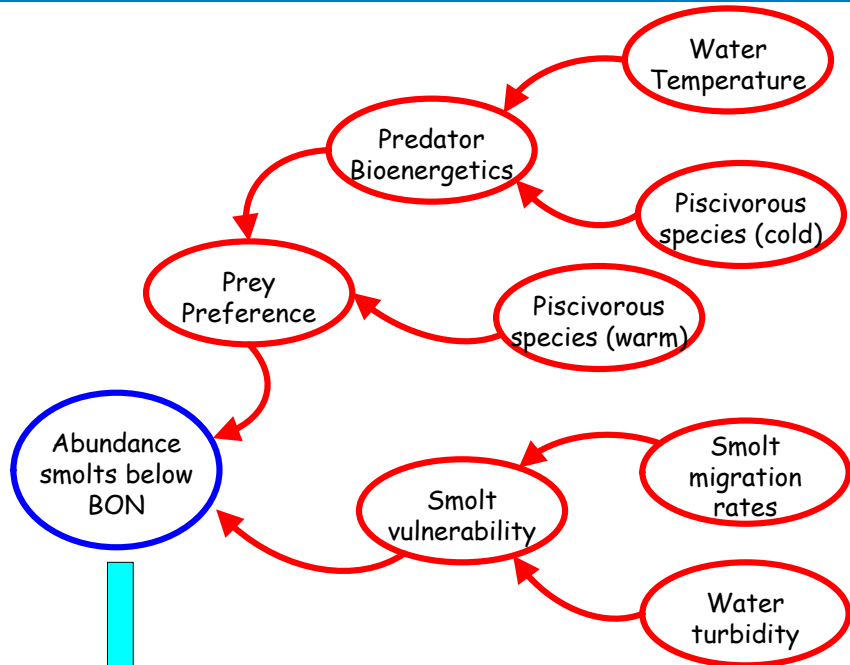 Water
Temperature
Predator
Bioenergetics
Piscivorous
species (cold)
Prey
Preference
Piscivorous
species (warm)
Abundance
smolts below
BON
Smolt
migration
rates
Smolt
vulnerability
Water
turbidity